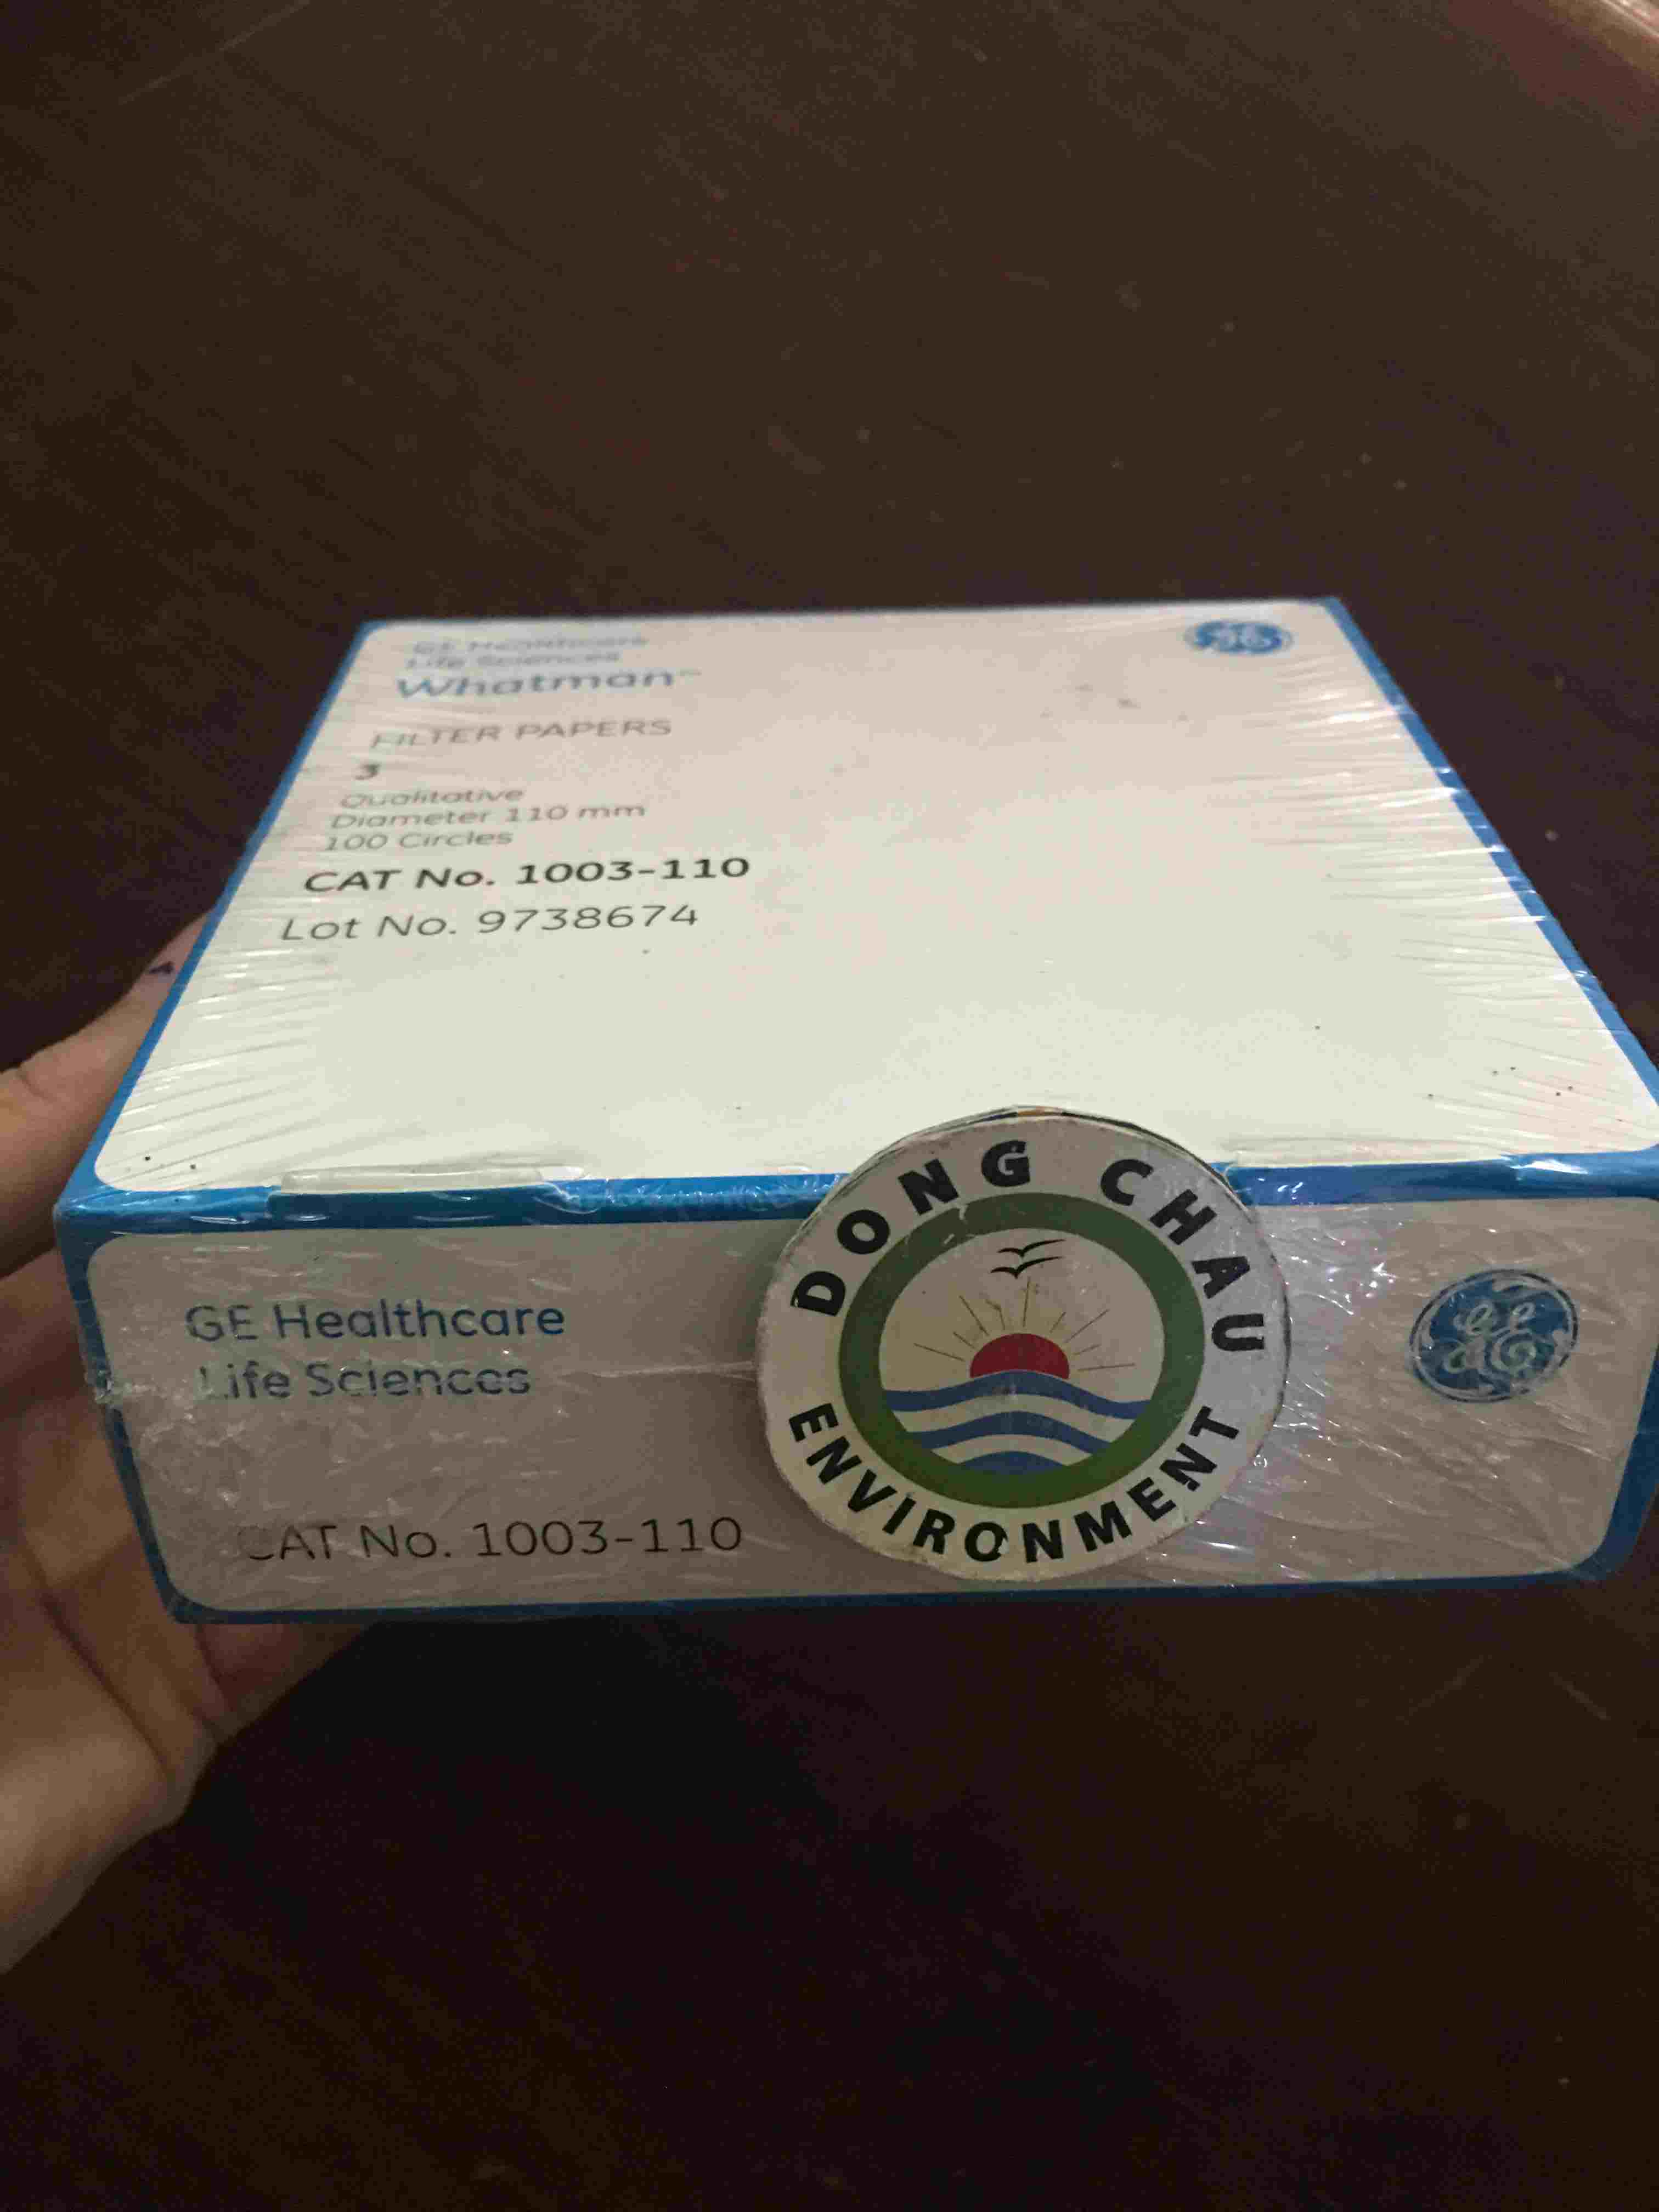 GE Healthcare
Life Sciences
Whatman™
FILTER PAPERS
3
Qualitative
Diameter 110 mm
100 Circles
CAT No. 1003-110
Lot No. 9738674
GE Healthcare
Life Sciences
CAT No. 1003-110
DONG CHAU
ENVIRONMENT